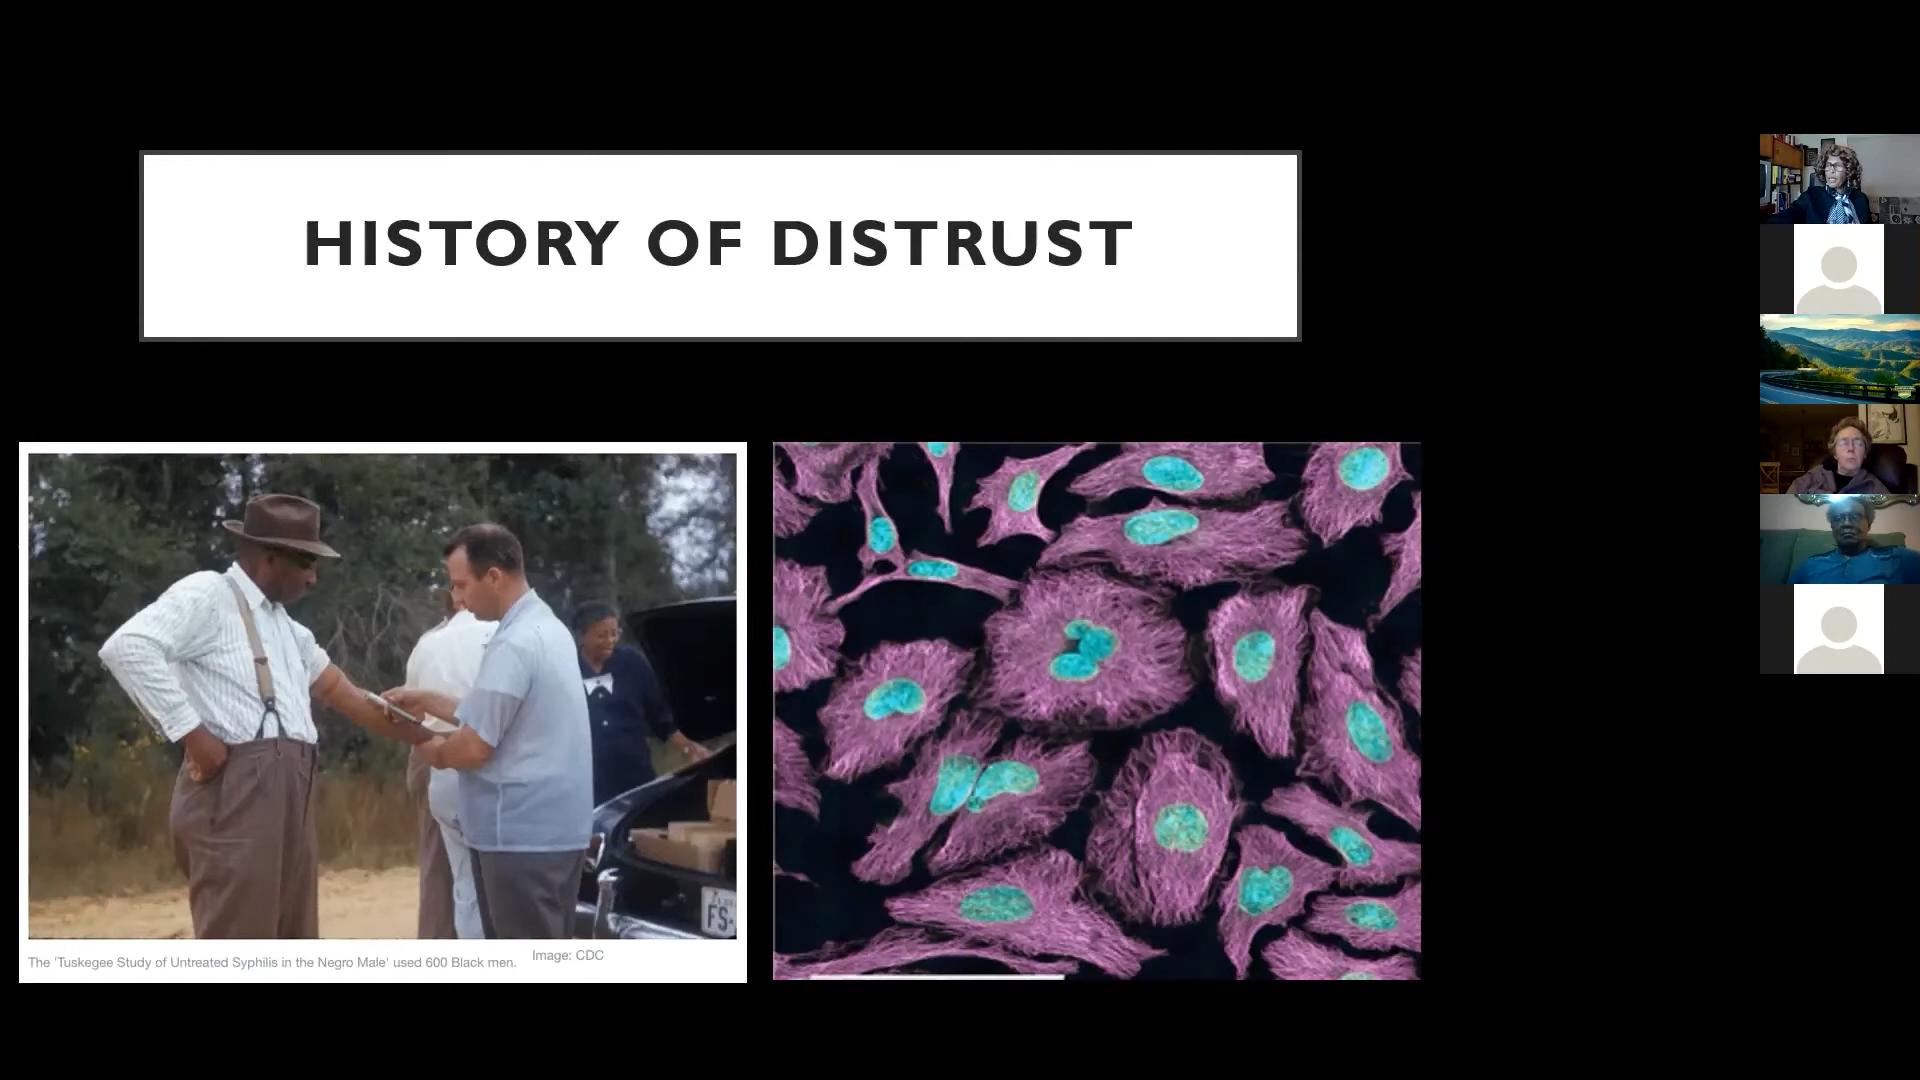 HISTORY OF DISTRUST
The 'Tuskegee Study of Untreated Syphilis in the Negro Male' used 600 Black men.
Image: CDC
FS-